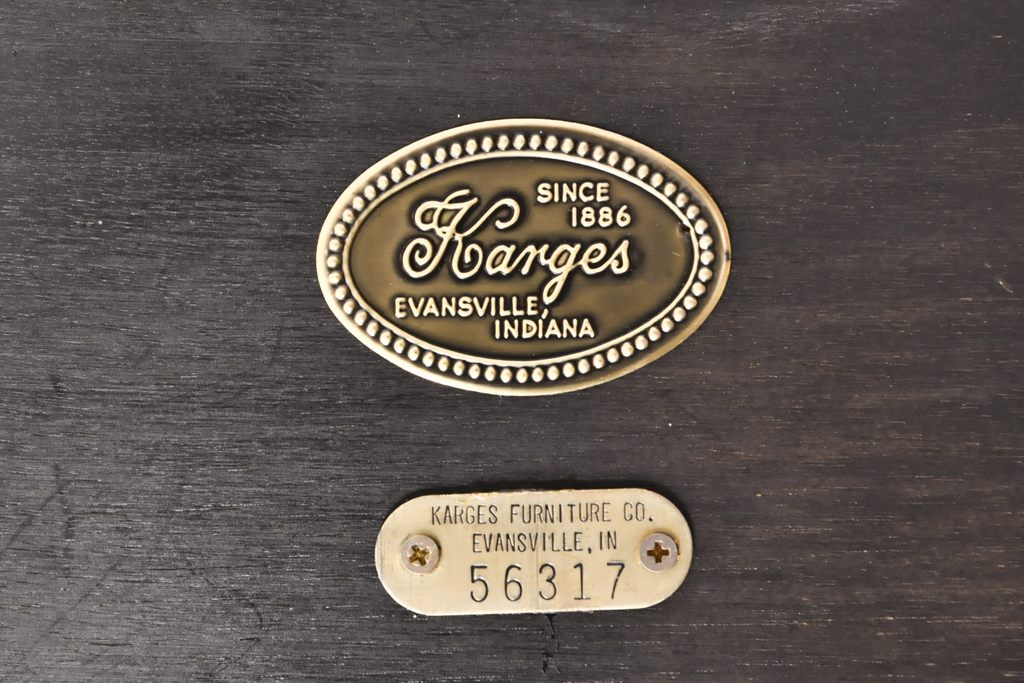 SINCE
1886
Karges
EVANSVILLE,
INDIANA
KARGES FURNITURE CO.
EVANSVILLE, IN
56317